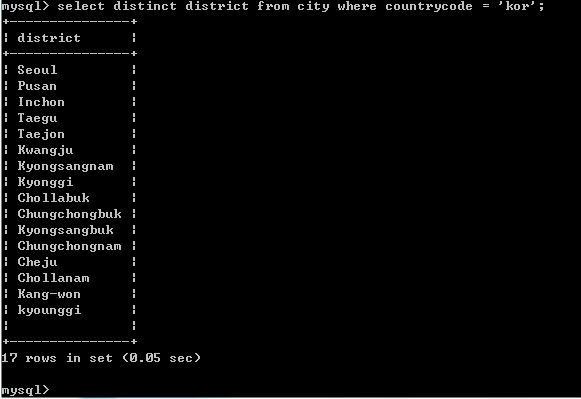 mysql> select distinct district from city where countrycode = 'kor';
+---------------+
| district      |
+---------------+
| Seoul         |
| Pusan         |
| Inchon        |
| Taegu         |
| Taejon        |
| Kwangju       |
| Kyongsangnam  |
| Kyonggi       |
| Chollabuk     |
| Chungchongbuk |
| Kyongsangbuk  |
| Chungchongnam |
| Cheju         |
| Chollanam     |
| Kang-won      |
| kyounggi      |
|               |
+---------------+
17 rows in set (0.05 sec)
mysql>